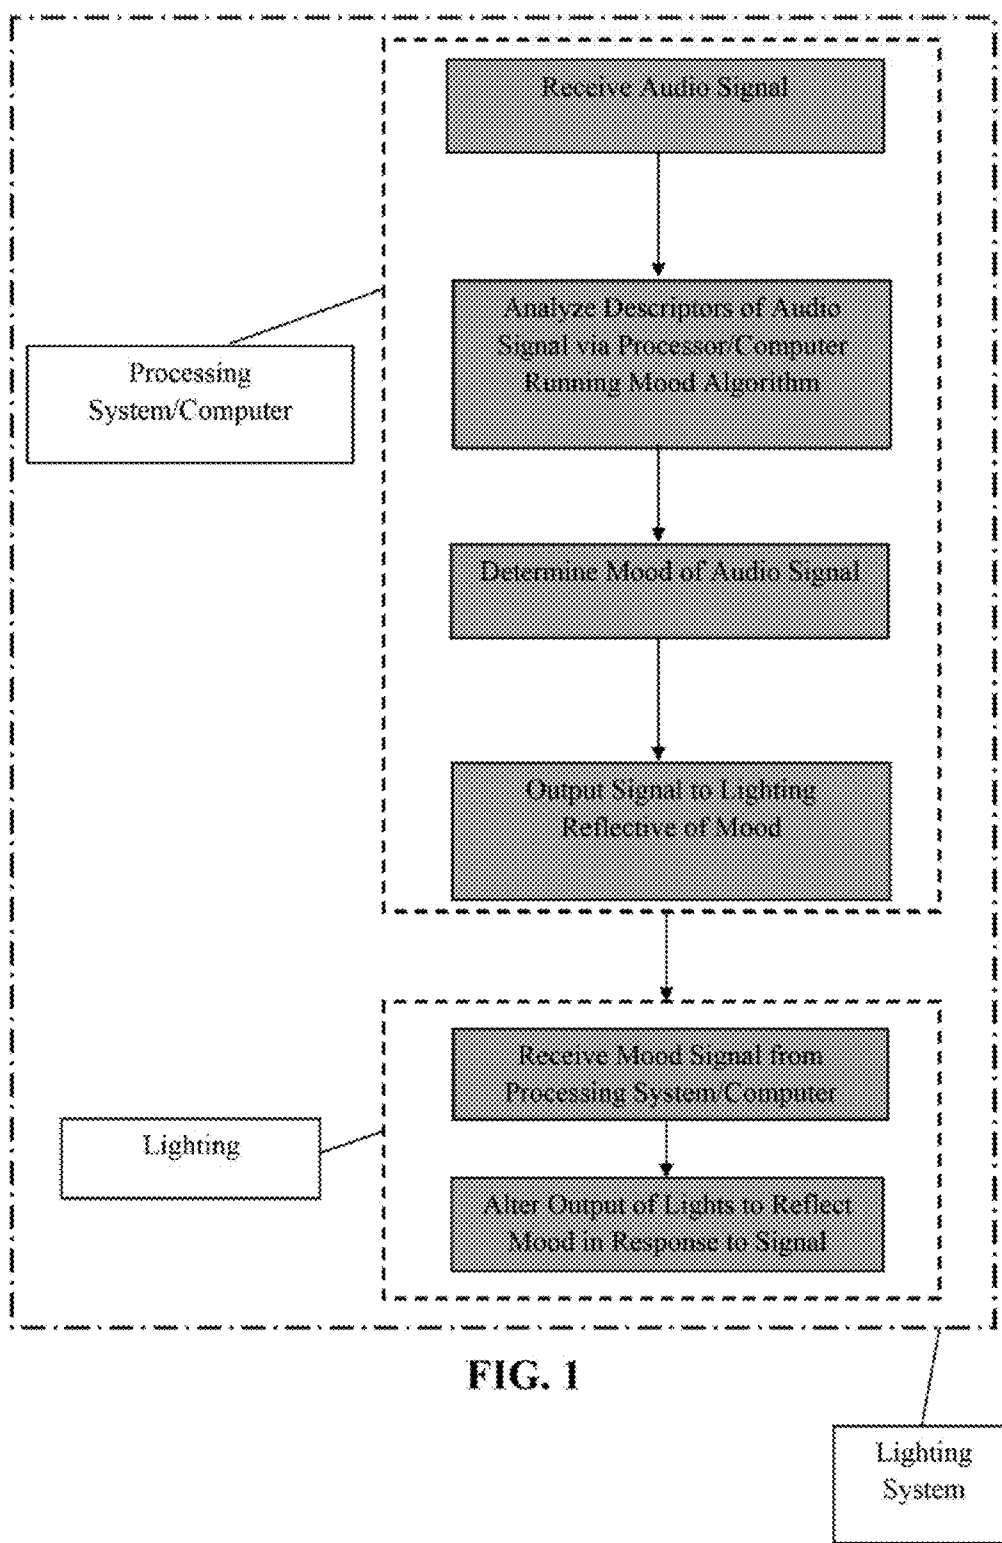 Receive Audio Signal
Analyze Descriptors of Audio
Signal via Processor/Computer
Running Mood Algorithm
Processing
System/Computer
Determine Mood of Audio Signal
Output Signal to Lighting
Reflective of Mood
Receive Mood Signal from
Processing System/Computer
Lighting
Alter Output of Lights to Reflect
Mood in Response to Signal
FIG. 1
Lighting
System